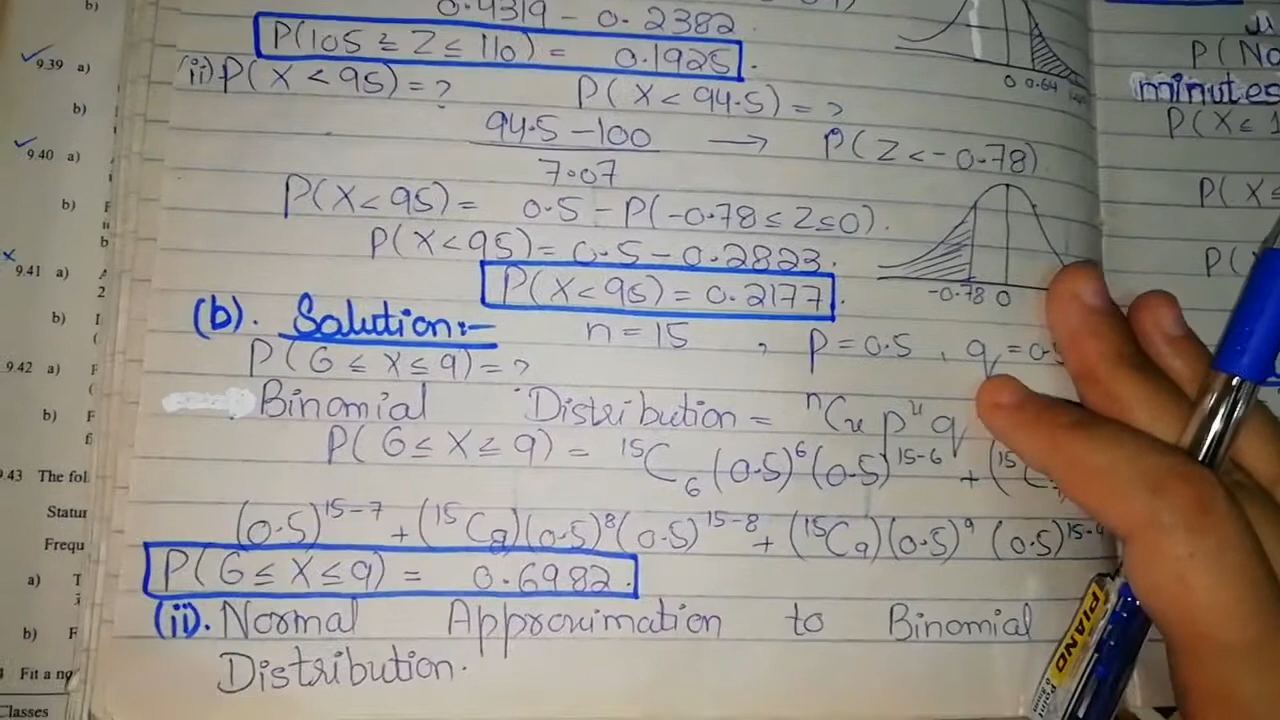 b)
0.4319 - 0.2382
P(105 ≤ Z ≤ 110) = 0.1925.
0 0.64
9.39 a)
(ii) P(X < 95) = ? P(X < 94.5) = ?
b)
94.5 - 100 → P(Z < -0.78)
7.07
9.40 a)
b)
P(X < 95) = 0.5 - P(-0.78 ≤ Z ≤ 0).
P(X < 95) = 0.5 - 0.2823.
9.41 a)
P(X < 95) = 0.2177.
-0.78 0
b)
(b). Solution:- n = 15 , p = 0.5 , q = 0.5
P(6 ≤ X ≤ 9) = ?
9.42 a)
Binomial Distribution = ⁿCx pˣ q
b)
P(6 ≤ X ≤ 9) = ¹⁵C₆ (0.5)⁶ (0.5)¹⁵⁻⁶ + (¹⁵C
.43 The fol
Statur
(0.5)¹⁵⁻⁷ + (¹⁵C₈)(0.5)⁸(0.5)¹⁵⁻⁸ + (¹⁵C₉)(0.5)⁹ (0.5)¹⁵⁻⁹
Frequ
P(6 ≤ X ≤ 9) = 0.6982.
a) T
(ii). Normal Approximation to Binomial
b) F
Distribution.
Fit a no
Classes
P(No
minutes
P(X ≤ 1
P(X ≤
P(X
PIANO
Point